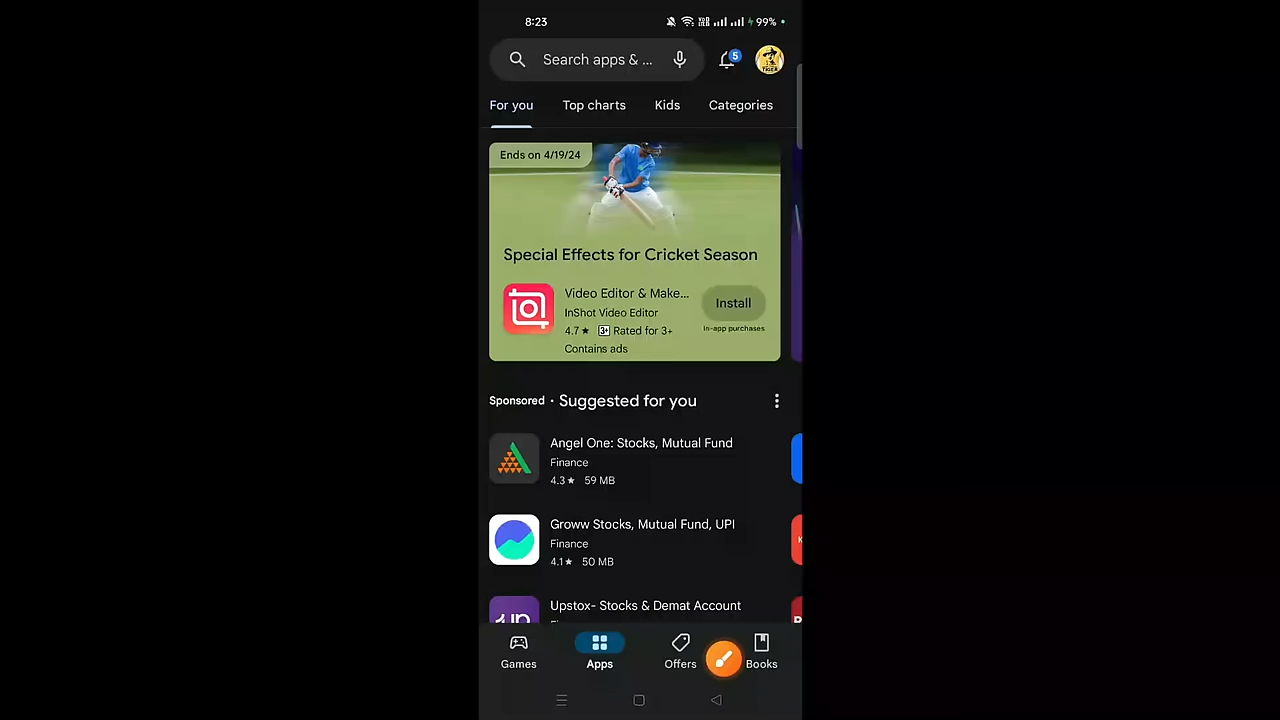 8:23
99%
Search apps & ...
5
For you
Top charts
Kids
Categories
Ends on 4/19/24
Special Effects for Cricket Season
Video Editor & Make...
Install
InShot Video Editor
4.7★ 3+ Rated for 3+
In-app purchases
Contains ads
Sponsored · Suggested for you
Angel One: Stocks, Mutual Fund
Finance
4.3★ 59 MB
Groww Stocks, Mutual Fund, UPI
Finance
4.1★ 50 MB
Upstox- Stocks & Demat Account
Games
Apps
Offers
Books